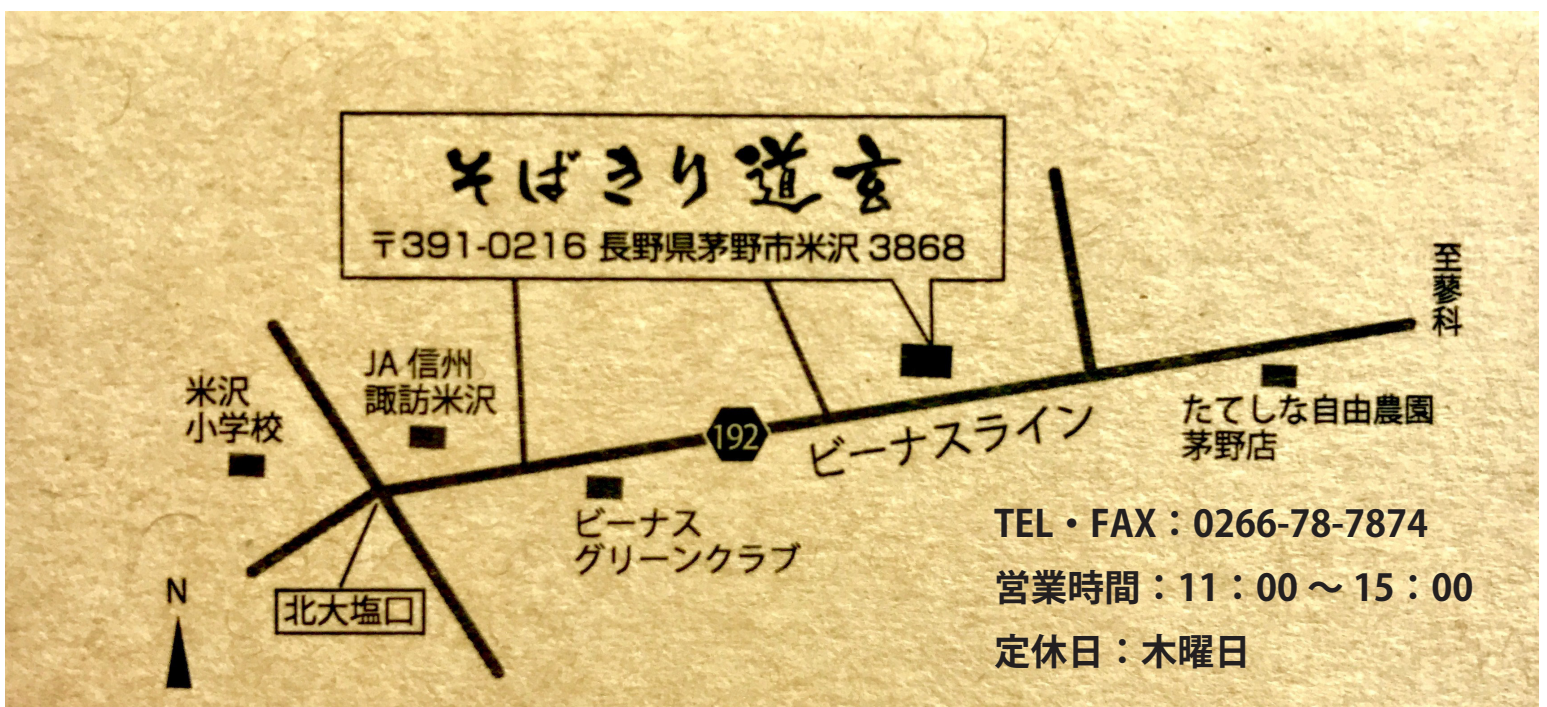 そばきり 道玄
〒391-0216 長野県茅野市米沢 3868
至蓼科
JA 信州
諏訪米沢
米沢
小学校
192
ビーナスライン
たてしな自由農園
茅野店
ビーナス
グリーンクラブ
北大塩口
N
TEL・FAX：0266-78-7874
営業時間：11：00 〜 15：00
定休日：木曜日